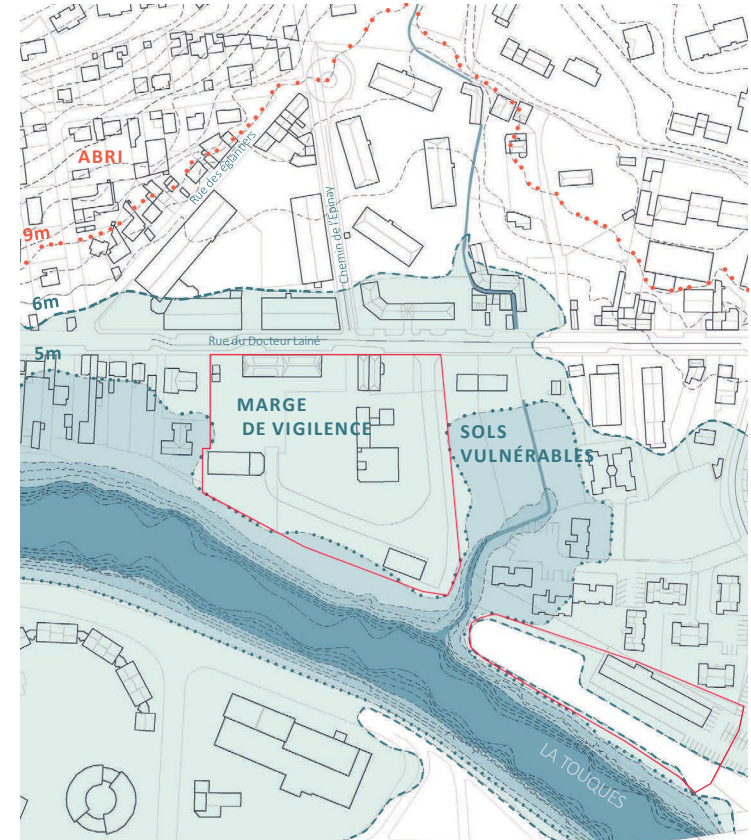 ABRI
Rue des églantiers
9m
Chemin de l'Épinay
6m
Rue du Docteur Lainé
5m
MARGE
DE VIGILENCE
SOLS
VULNÉRABLES
LA TOUQUES